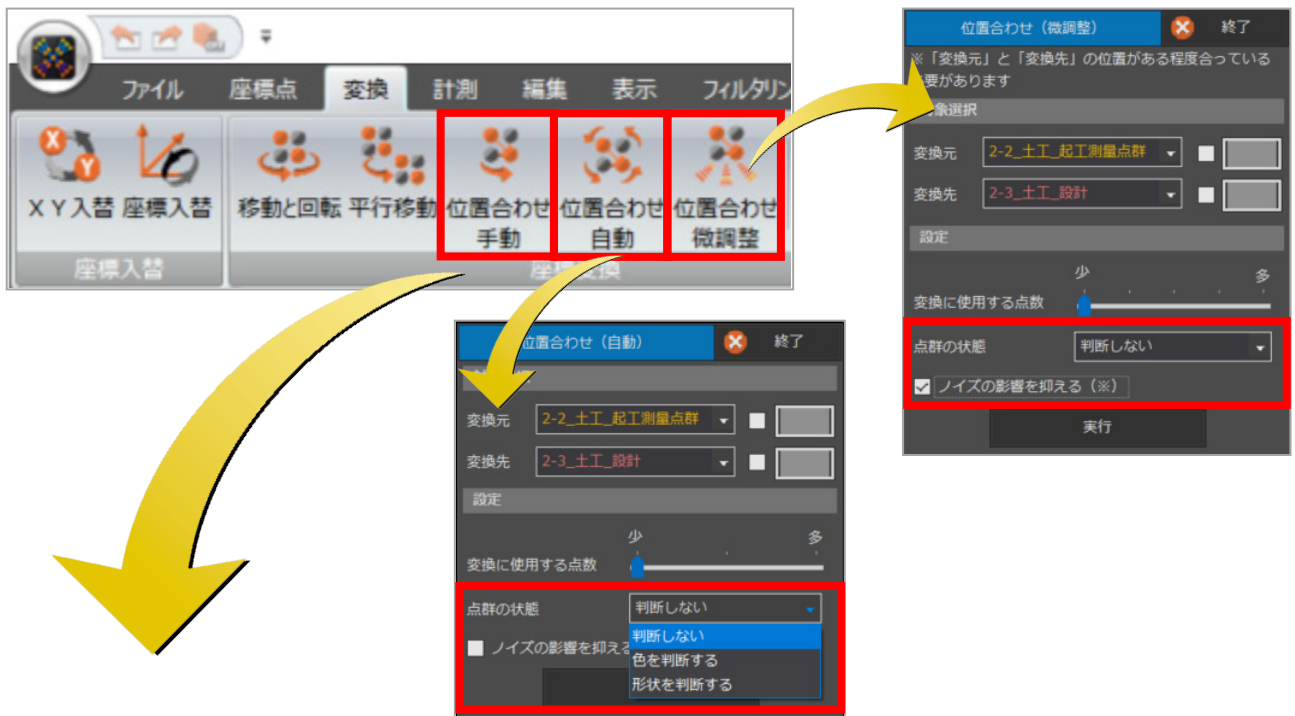 ファイル 座標点 変換 計測 編集 表示 フィルタリン
XY入替 座標入替 移動と回転 平行移動 位置合わせ 手動 位置合わせ 自動 位置合わせ 微調整
座標入替
座標変換
位置合わせ（微調整） 終了
※「変換元」と「変換先」の位置がある程度合っている
要があります
象選択
変換元 2-2_土工_起工測量点群
変換先 2-3_土工_設計
設定
少 多
変換に使用する点数
点群の状態 判断しない
ノイズの影響を抑える（※）
実行
位置合わせ（自動） 終了
変換元 2-2_土工_起工測量点群
変換先 2-3_土工_設計
設定
少 多
変換に使用する点数
点群の状態 判断しない
判断しない
ノイズの影響を抑え
色を判断する
形状を判断する